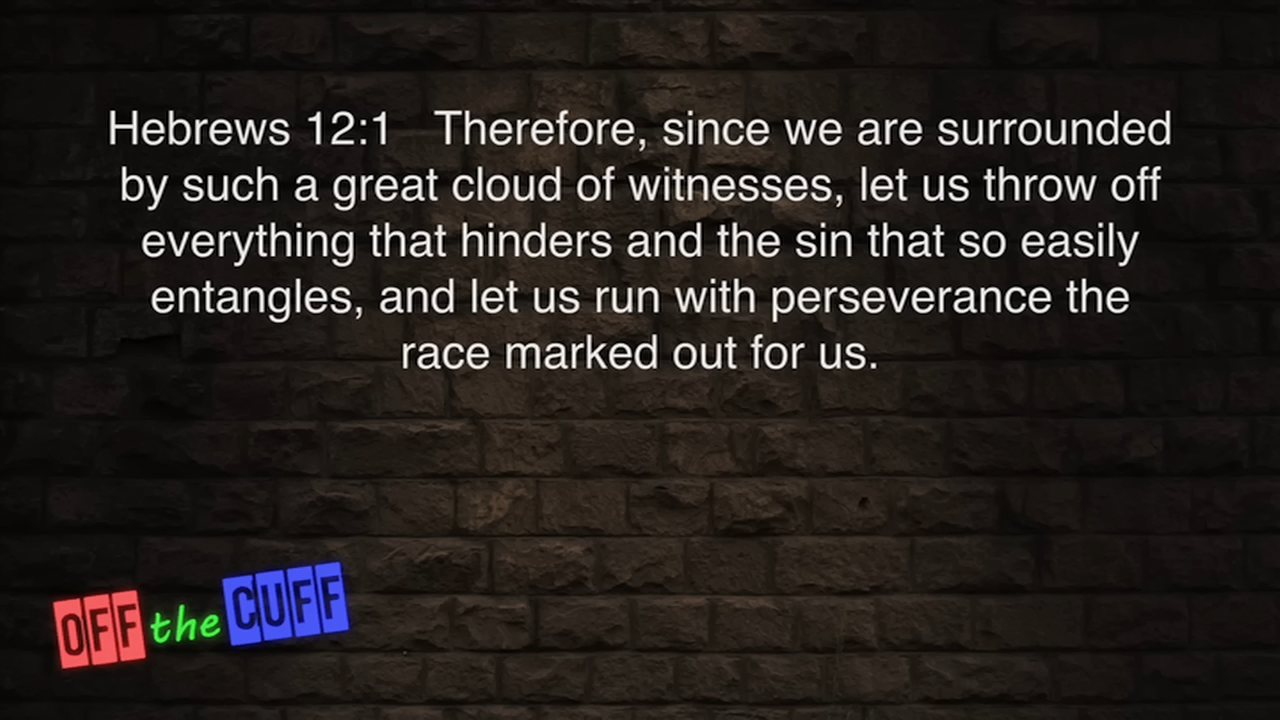 Hebrews 12:1 Therefore, since we are surrounded
by such a great cloud of witnesses, let us throw off
everything that hinders and the sin that so easily
entangles, and let us run with perseverance the
race marked out for us.
OFF the CUFF